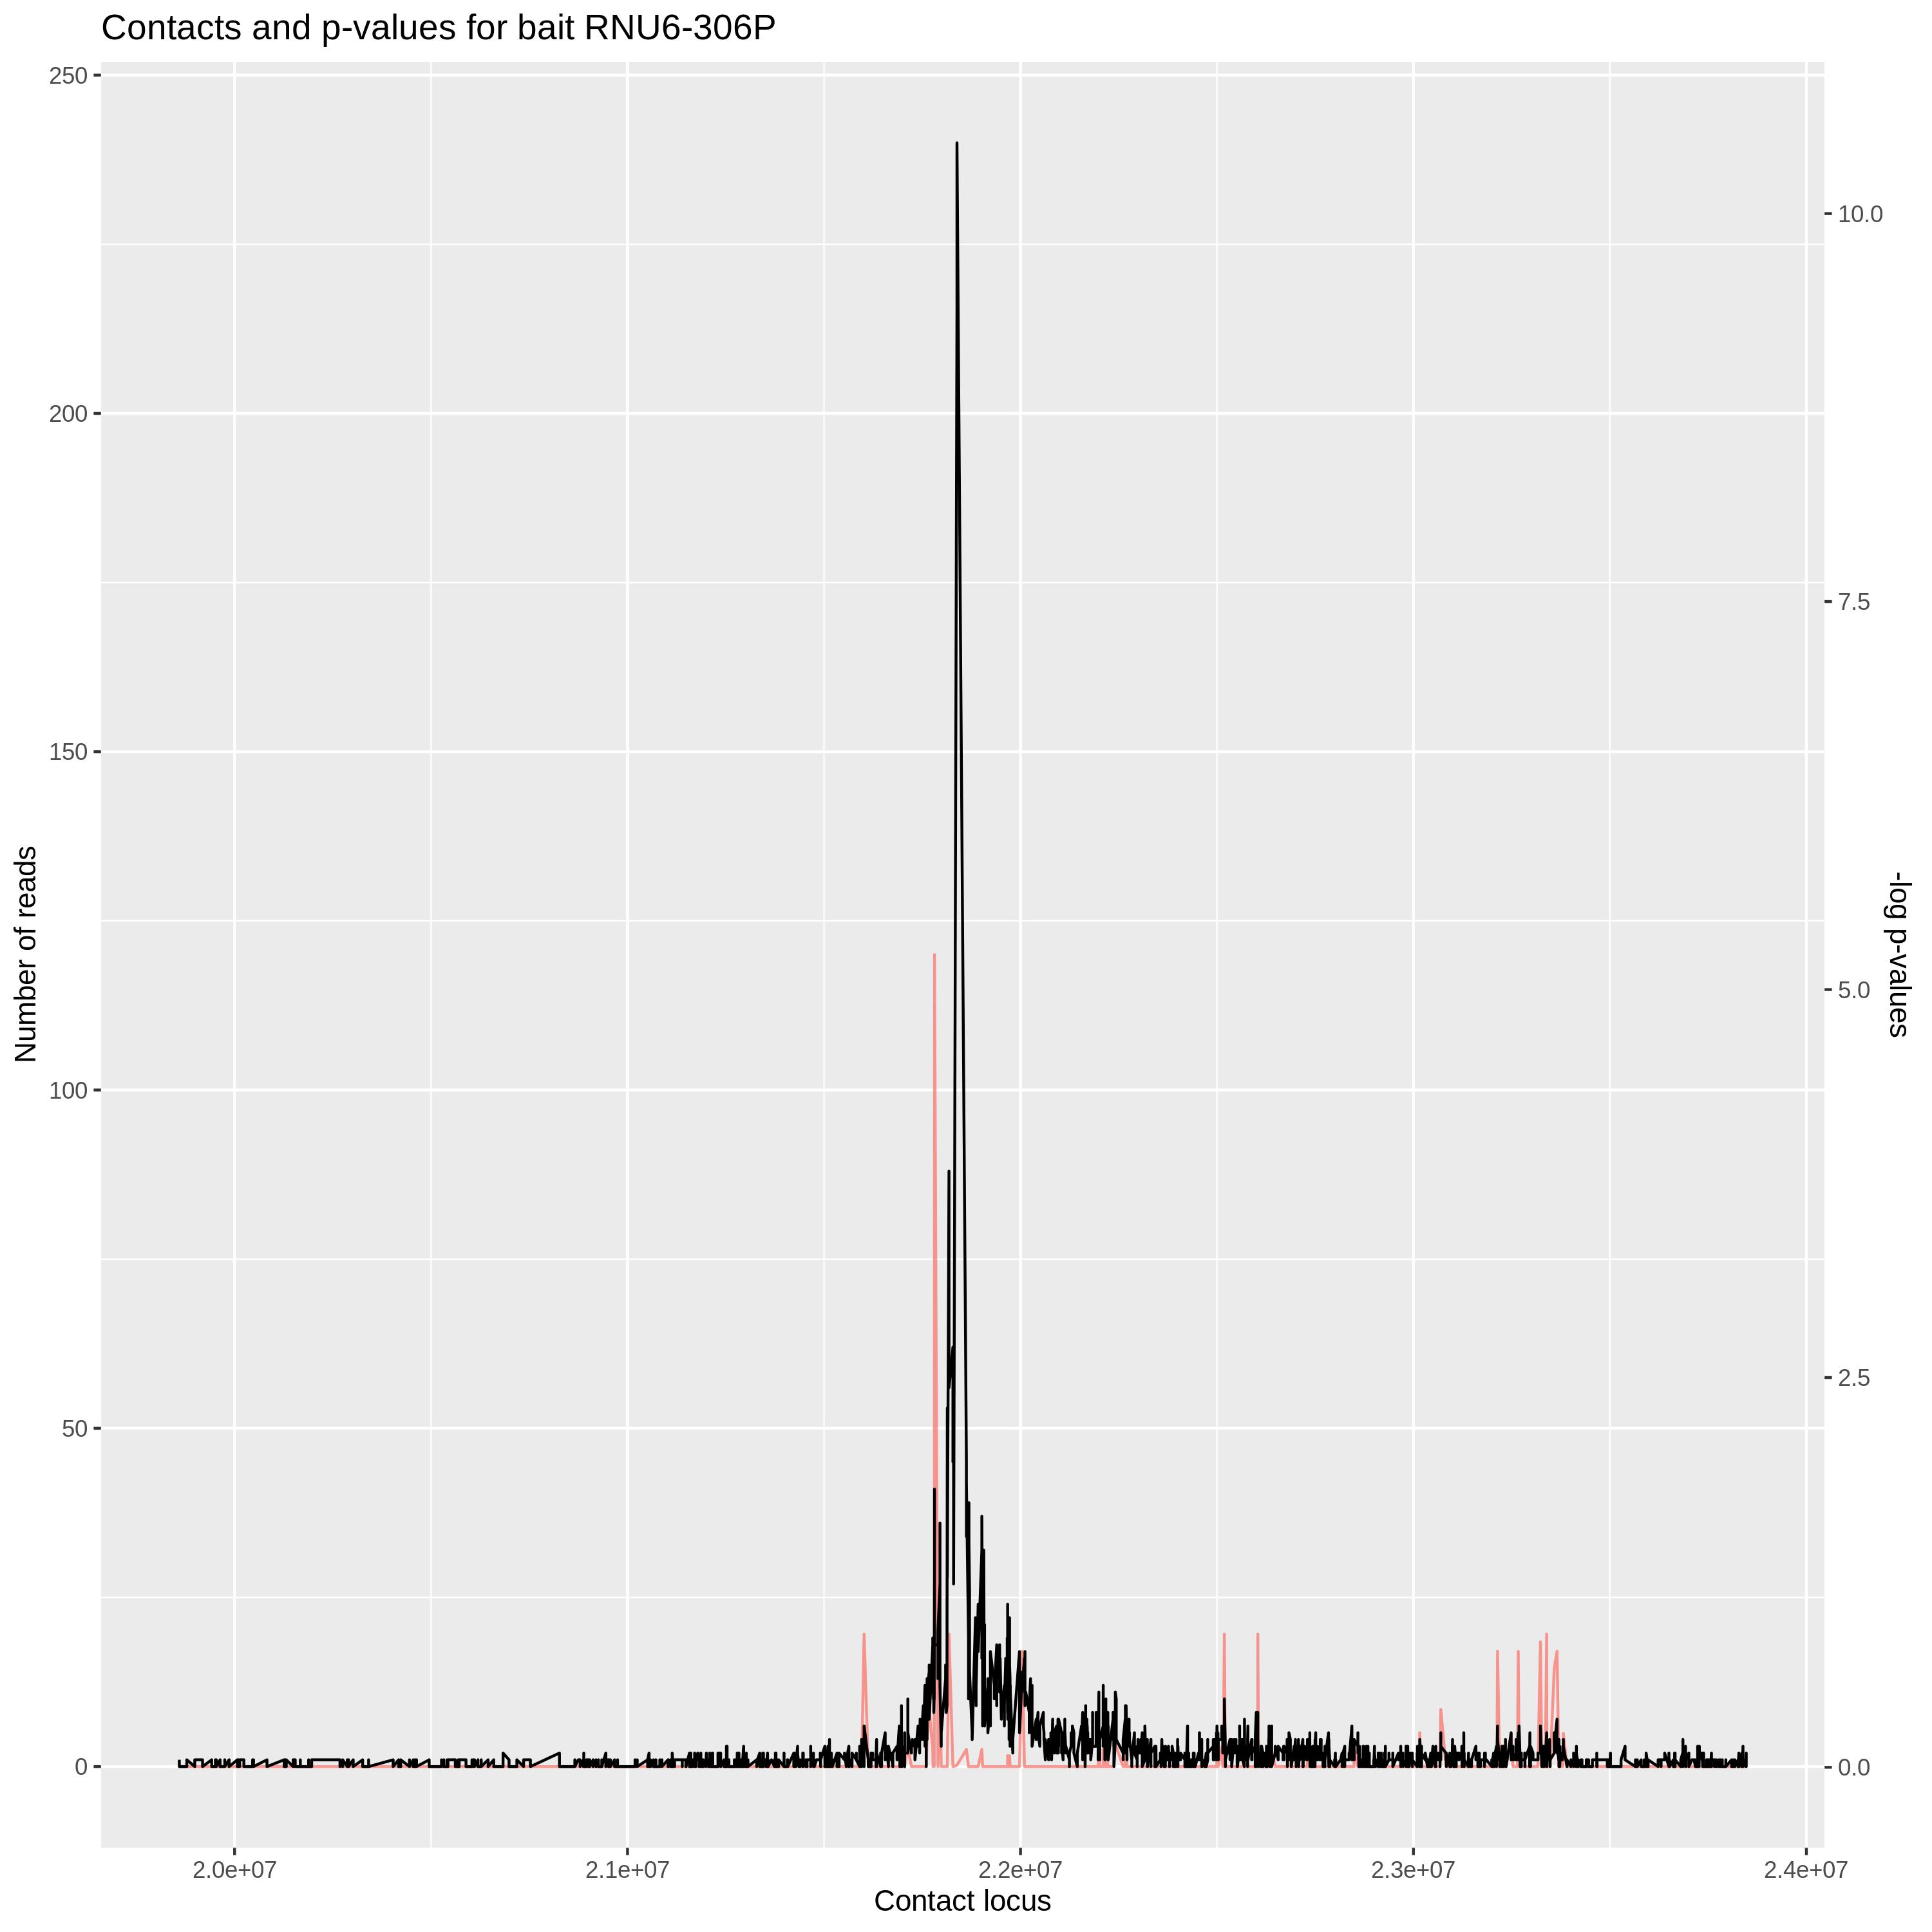 Contacts and p-values for bait RNU6-306P
250
200
150
100
50
0
Number of reads
10.0
7.5
5.0
2.5
0.0
-log p-values
2.0e+07 2.1e+07 2.2e+07 2.3e+07 2.4e+07
Contact locus